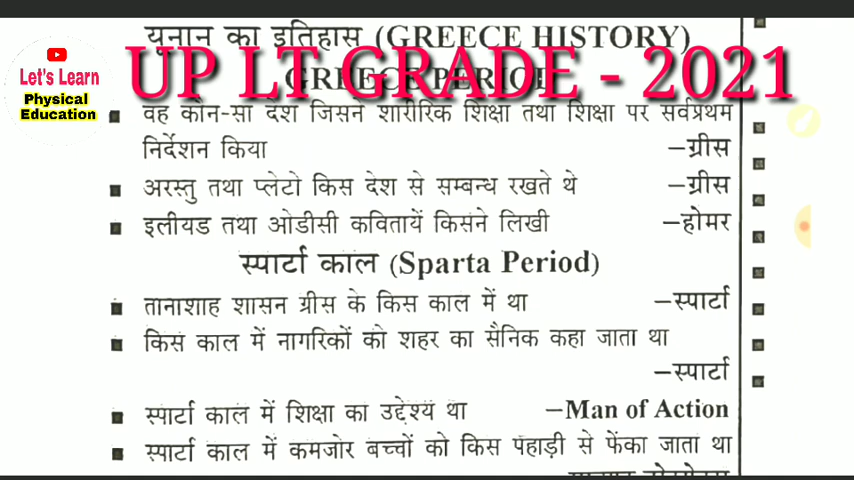 यूनान का इतिहास (GREECE HISTORY)
UP LT GRADE - 2021
Let's Learn
Physical
Education
वह कौन-सा देश जिसने शारीरिक शिक्षा तथा शिक्षा पर सर्वप्रथम
निर्देशन किया –ग्रीस
अरस्तु तथा प्लेटो किस देश से सम्बन्ध रखते थे –ग्रीस
इलीयड तथा ओडीसी कवितायें किसने लिखी –होमर
स्पार्टा काल (Sparta Period)
तानाशाह शासन ग्रीस के किस काल में था –स्पार्टा
किस काल में नागरिकों को शहर का सैनिक कहा जाता था
–स्पार्टा
स्पार्टा काल में शिक्षा का उद्देश्य था –Man of Action
स्पार्टा काल में कमजोर बच्चों को किस पहाड़ी से फेंका जाता था